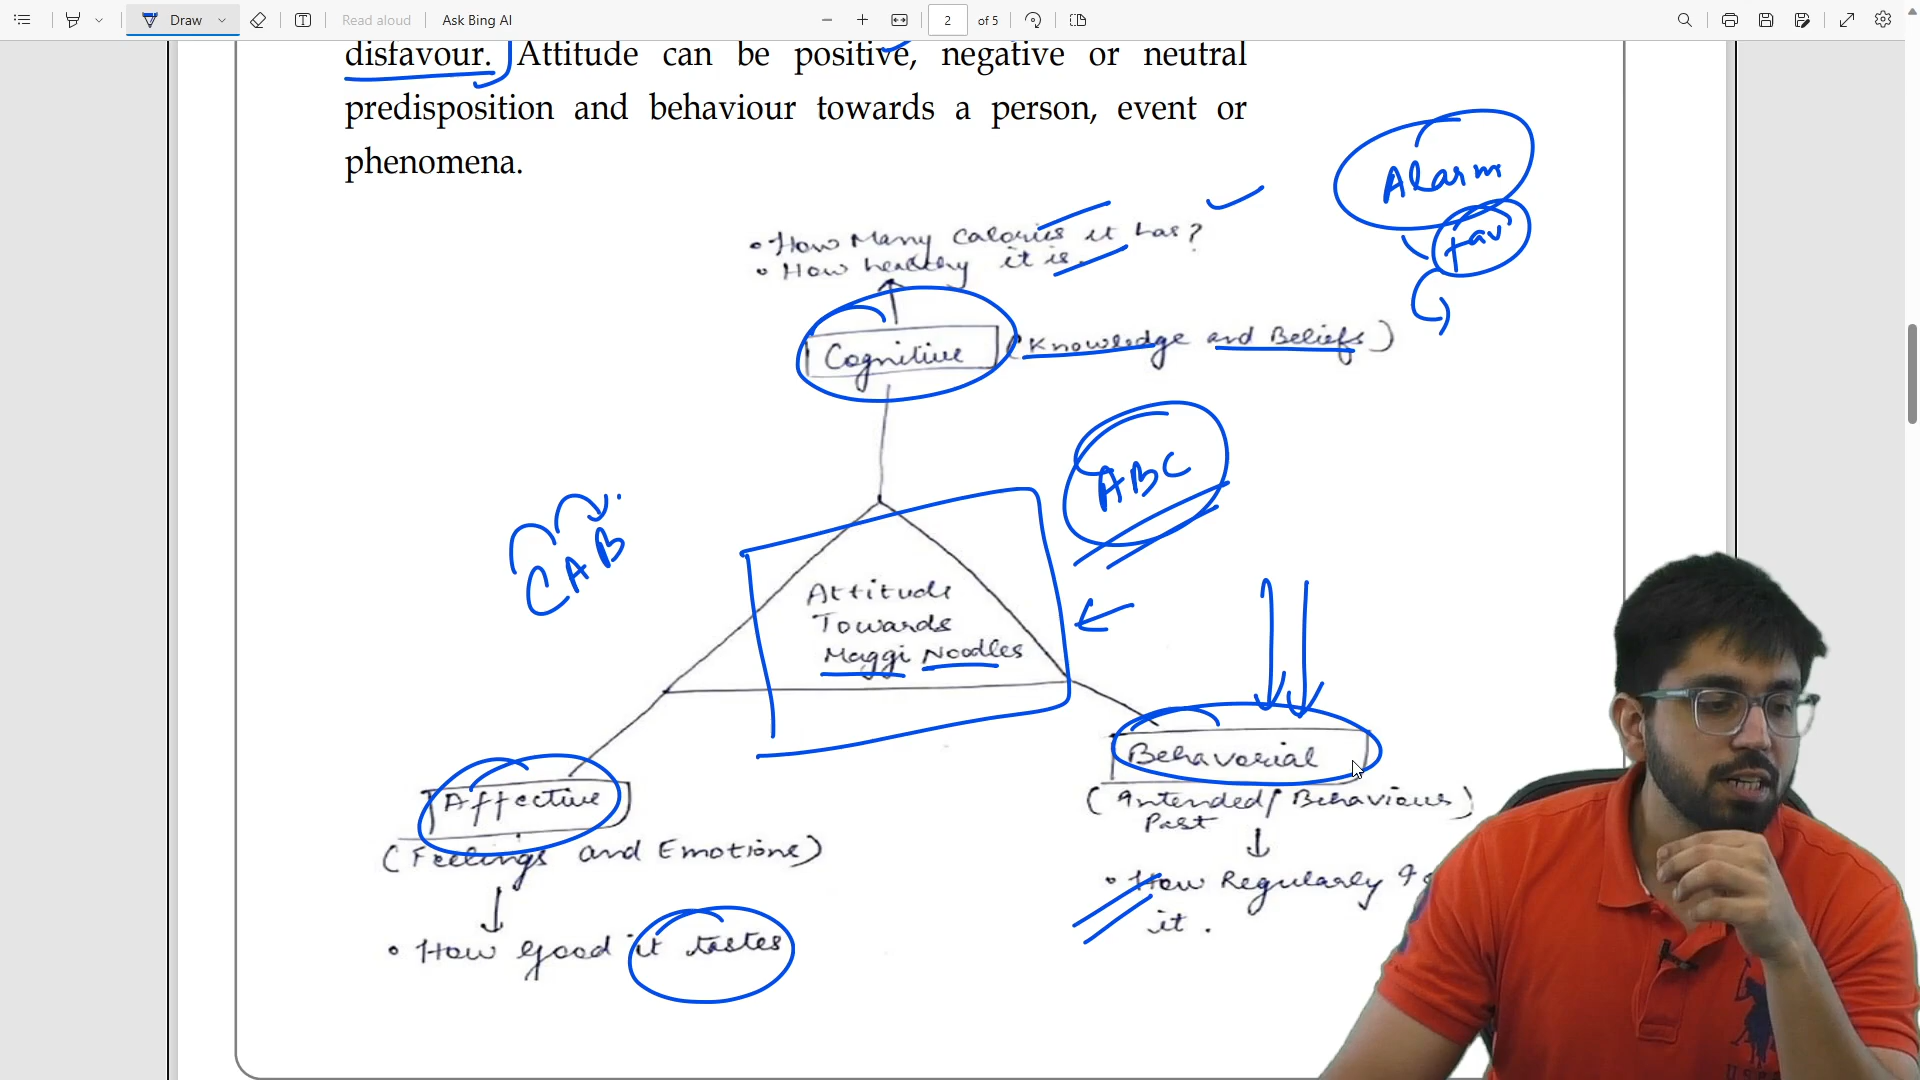 Draw
Read aloud
Ask Bing AI
2
of 5
disfavour. Attitude can be positive, negative or neutral
predisposition and behaviour towards a person, event or
phenomena.
Alarm
Fav
• How Many Calories it has?
• How healthy it is.
Cognitive
(Knowledge and Beliefs)
ABC
CAB
Attitude
Towards
Maggi Noodles
Behavorial
(Intended/ Behaviours)
Past
Affective
(Feelings and Emotions)
• How Regularly I
it.
• How good it tastes